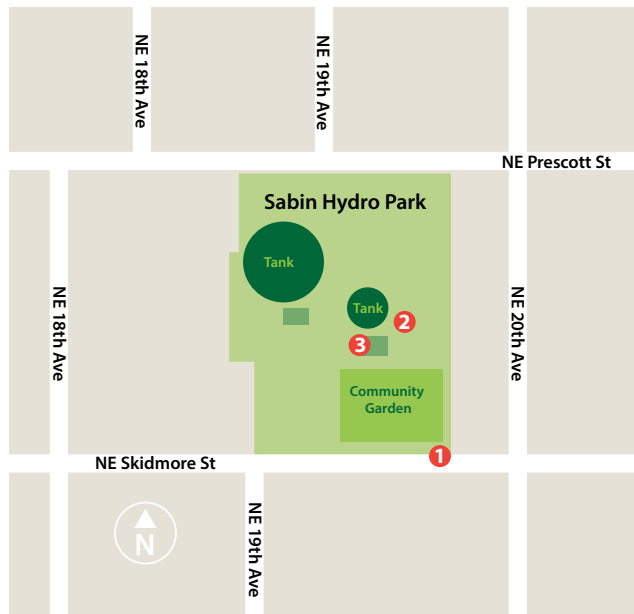 NE 18th Ave
NE 19th Ave
NE Prescott St
Sabin Hydro Park
Tank
Tank
2
3
NE 18th Ave
NE 20th Ave
Community
Garden
1
NE Skidmore St
NE 19th Ave
N